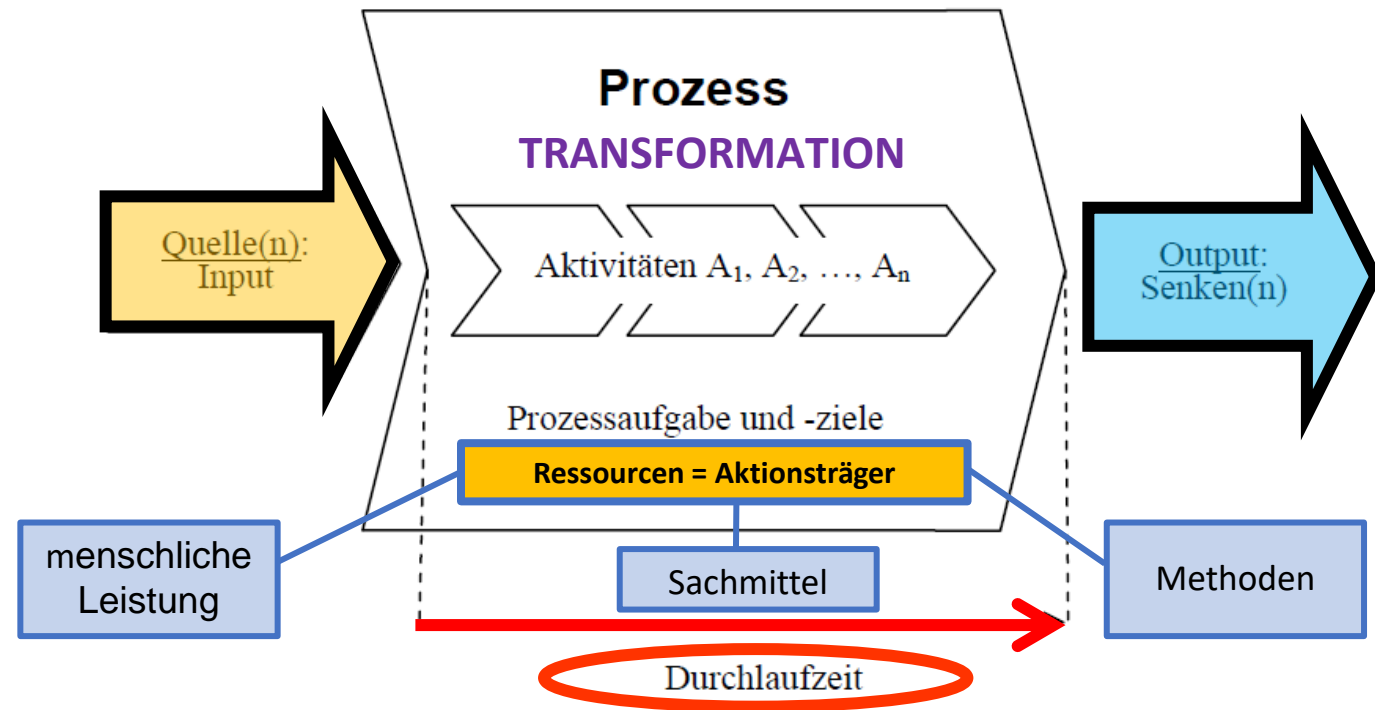 Prozess
TRANSFORMATION
Quelle(n):
Input
Aktivitäten A₁, A₂, …, Aₙ
Output:
Senken(n)
Prozessaufgabe und -ziele
Ressourcen = Aktionsträger
menschliche
Leistung
Sachmittel
Methoden
Durchlaufzeit